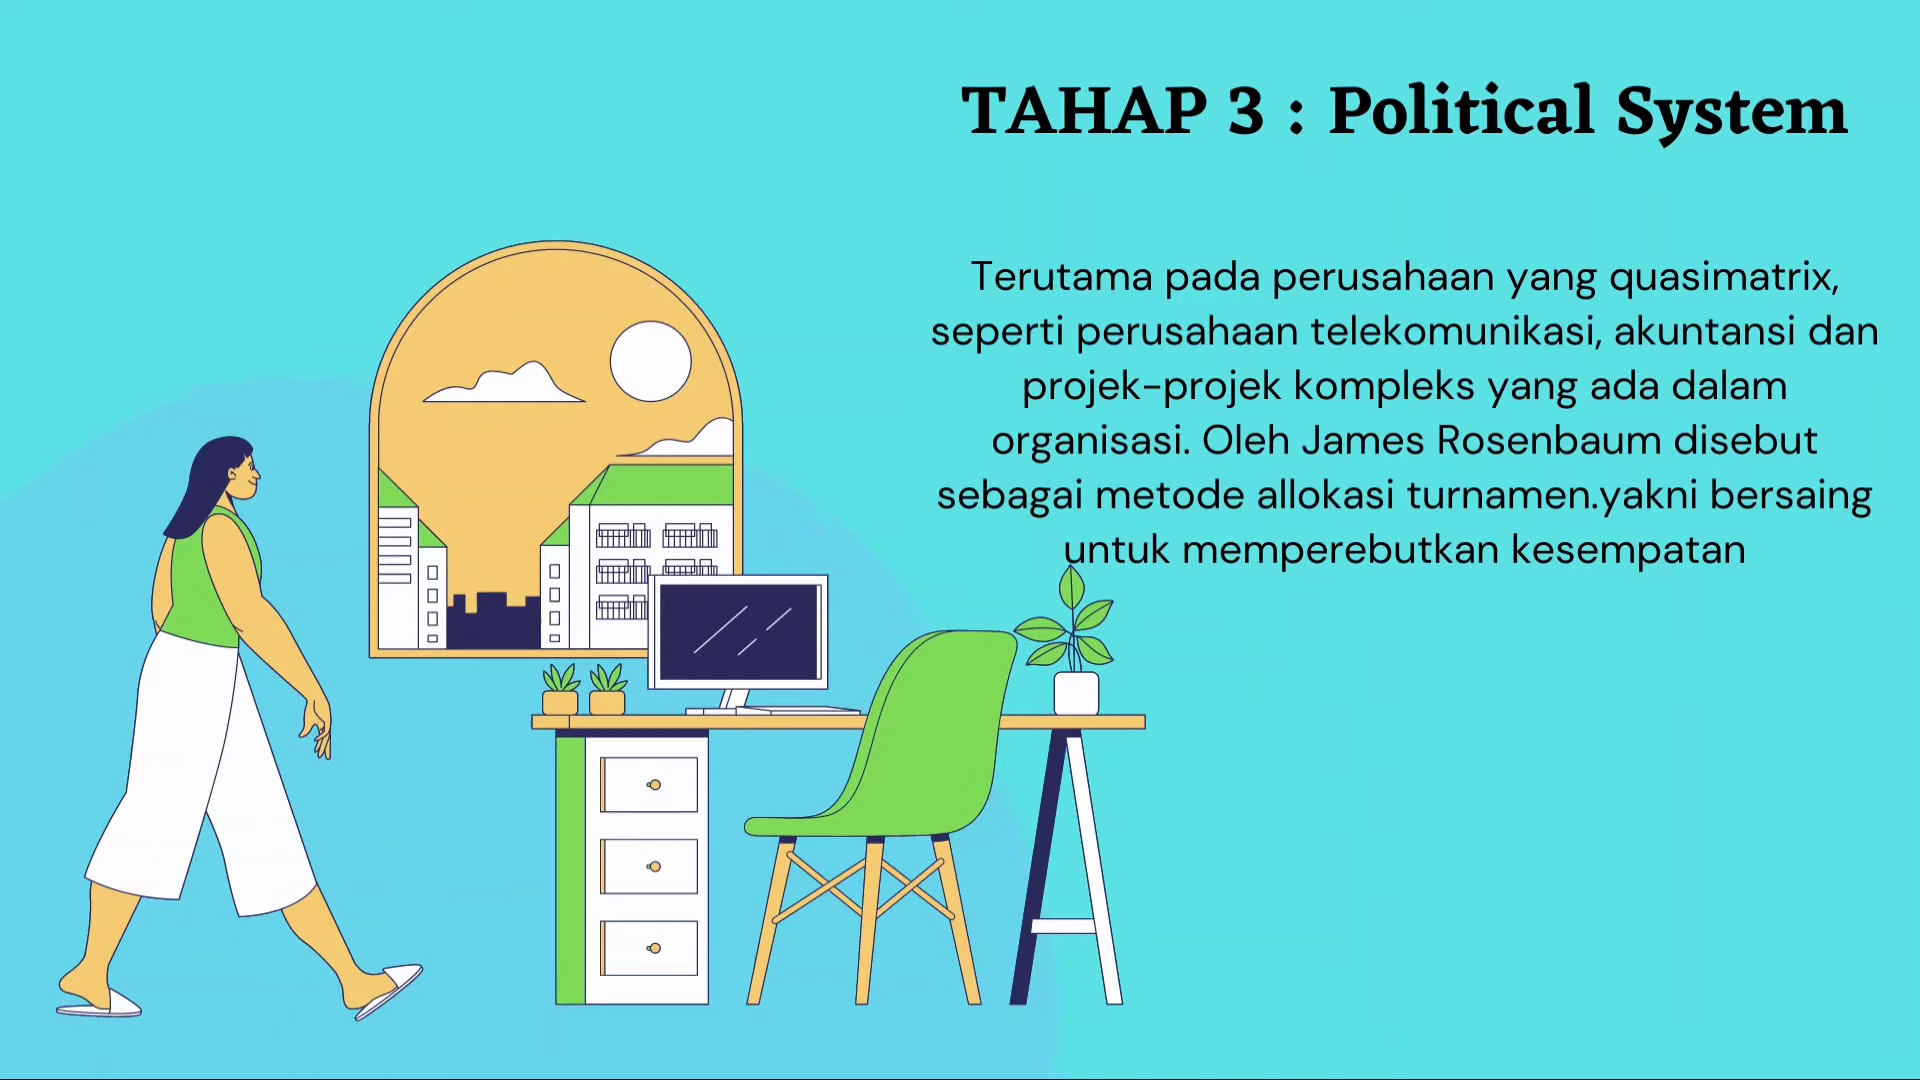 TAHAP 3 : Political System
Terutama pada perusahaan yang quasimatrix,
seperti perusahaan telekomunikasi, akuntansi dan
projek-projek kompleks yang ada dalam
organisasi. Oleh James Rosenbaum disebut
sebagai metode allokasi turnamen.yakni bersaing
untuk memperebutkan kesempatan